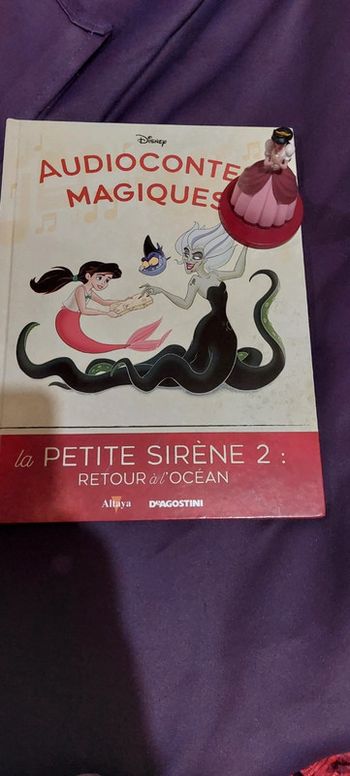 Disney
AUDIOCONTES
MAGIQUES
la PETITE SIRÈNE 2 :
RETOUR à l'OCÉAN
Altaya DeAGOSTINI